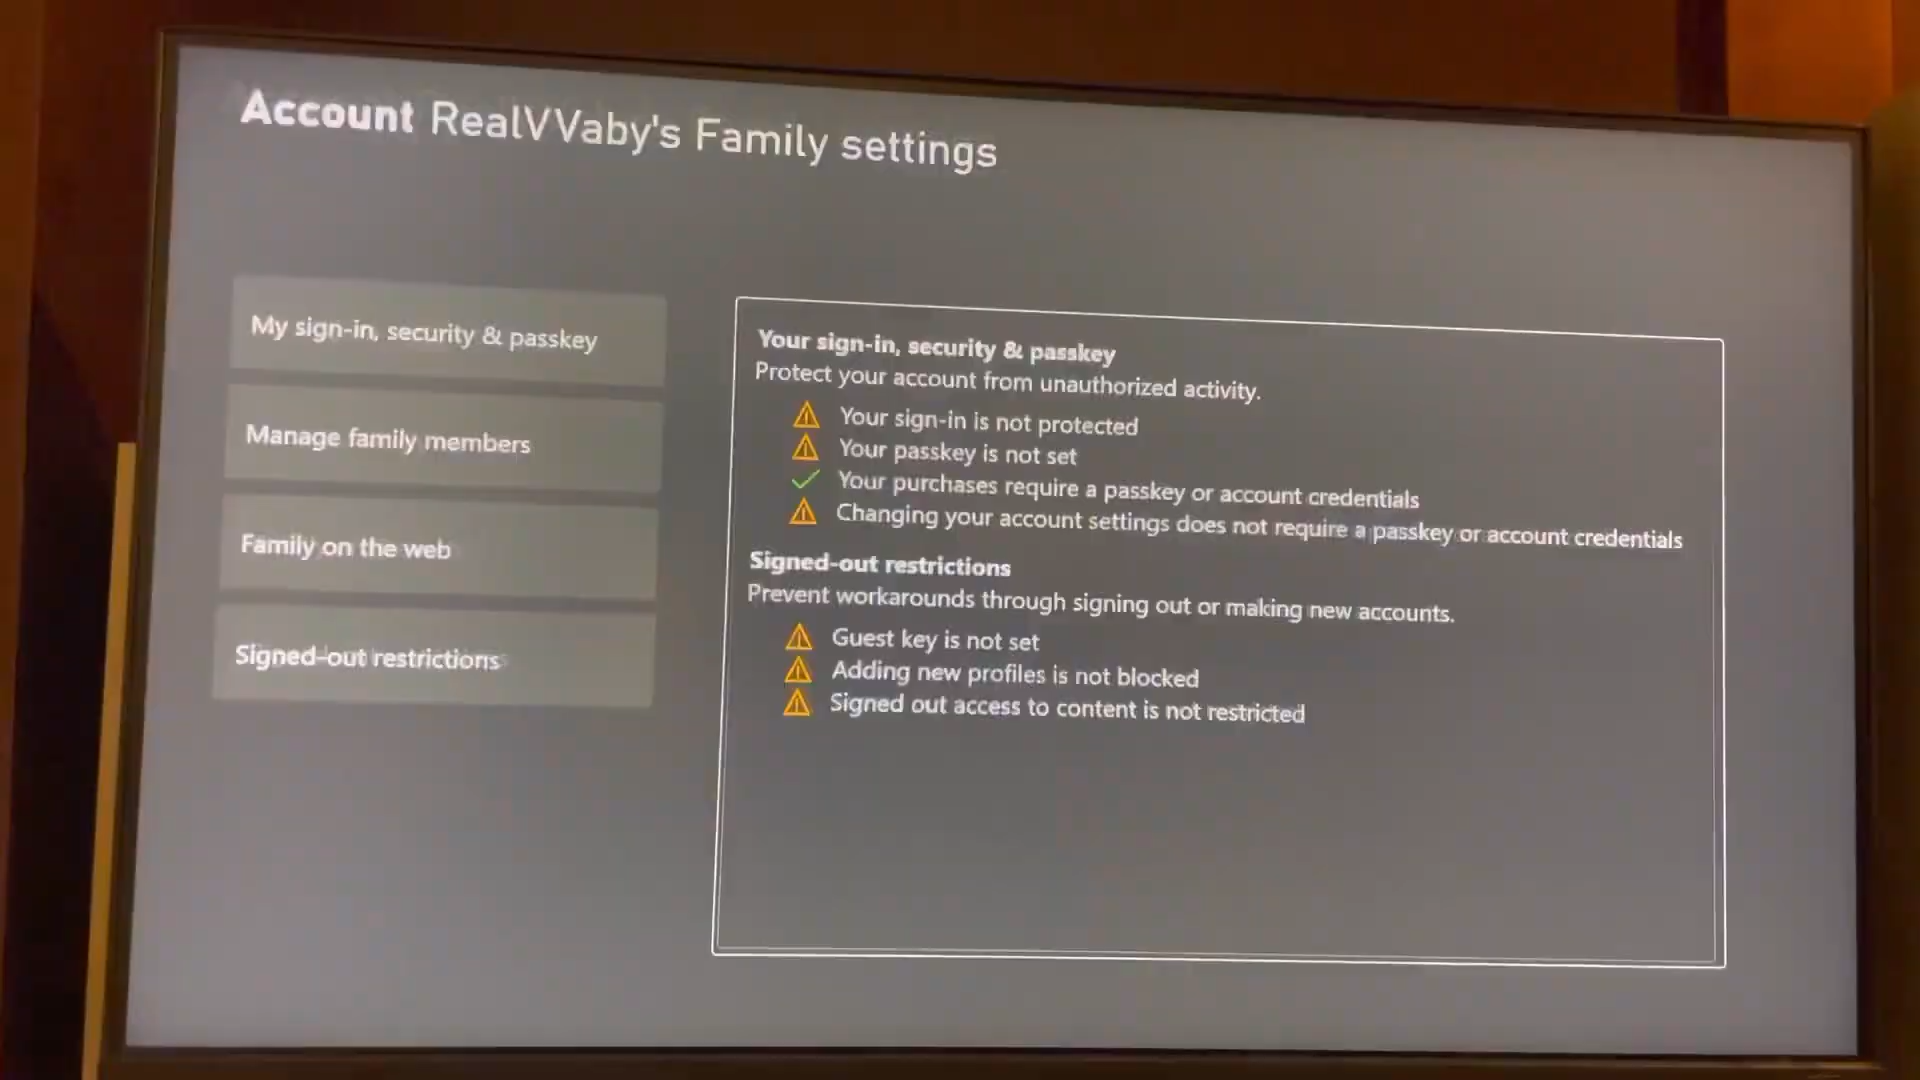 Account RealVVaby's Family settings
My sign-in, security & passkey
Manage family members
Family on the web
Signed-out restrictions
Your sign-in, security & passkey
Protect your account from unauthorized activity.
Your sign-in is not protected
Your passkey is not set
Your purchases require a passkey or account credentials
Changing your account settings does not require a passkey or account credentials
Signed-out restrictions
Prevent workarounds through signing out or making new accounts.
Guest key is not set
Adding new profiles is not blocked
Signed out access to content is not restricted